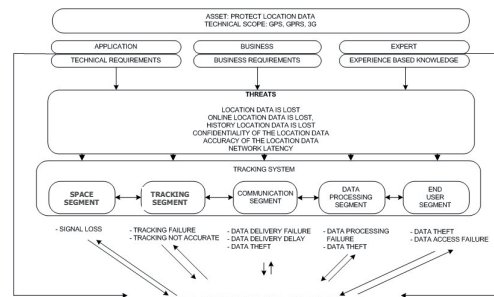 ASSET: PROTECT LOCATION DATA
TECHNICAL SCOPE: GPS, GPRS, 3G
APPLICATION
BUSINESS
EXPERT
TECHNICAL REQUIREMENTS
BUSINESS REQUIREMENTS
EXPERIENCE BASED KNOWLEDGE
THREATS
LOCATION DATA IS LOST
ONLINE LOCATION DATA IS LOST,
HISTORY LOCATION DATA IS LOST
CONFIDENTIALITY OF THE LOCATION DATA
ACCURACY OF THE LOCATION DATA
NETWORK LATENCY
TRACKING SYSTEM
SPACE
SEGMENT
TRACKING
SEGMENT
COMMUNICATION
SEGMENT
DATA
PROCESSING
SEGMENT
END
USER
SEGMENT
- SIGNAL LOSS
- TRACKING FAILURE
- TRACKING NOT ACCURATE
- DATA DELIVERY FAILURE
- DATA DELIVERY DELAY
- DATA THEFT
- DATA PROCESSING
FAILURE
- DATA THEFT
- DATA THEFT
- DATA ACCESS FAILURE